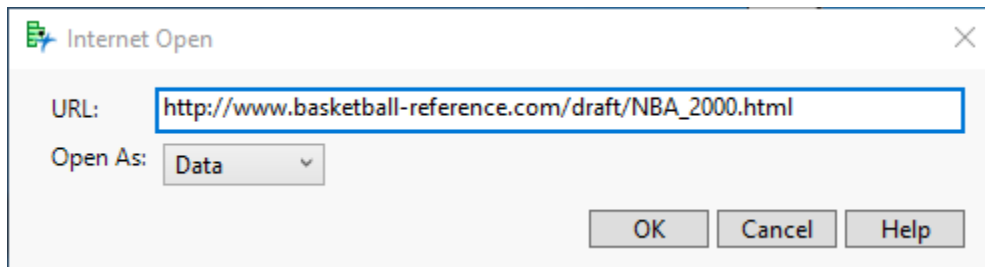 Internet Open
URL: http://www.basketball-reference.com/draft/NBA_2000.html
Open As: Data
OK Cancel Help